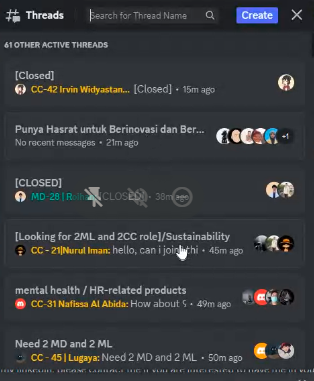 Threads Search for Thread Name Create
61 OTHER ACTIVE THREADS
[Closed]
CC-42 Irvin Widyastan... [Closed] • 15m ago
Punya Hasrat untuk Berinovasi dan Ber...
No recent messages • 21m ago
+1
[CLOSED]
MD-28 | [CLOSED] • 38m ago
[Looking for 2ML and 2CC role]/Sustainability
CC - 21|Nurul Iman: hello, can i join thi • 45m ago
mental health / HR-related products
CC-31 Nafissa Al Abida: How about 5 • 49m ago
Need 2 MD and 2 ML
CC - 45 | Lugaya: Need 2 MD and 2 ML • 50m ago